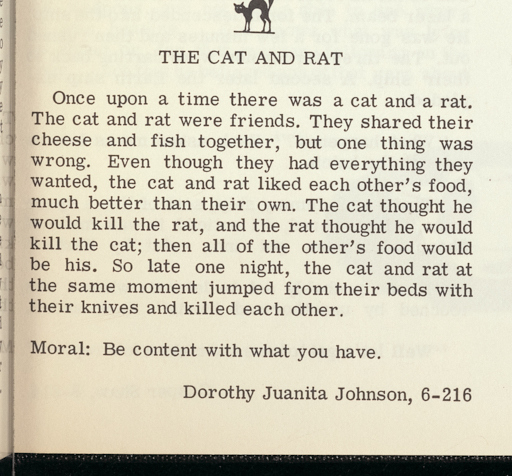 THE CAT AND RAT
Once upon a time there was a cat and a rat.
The cat and rat were friends. They shared their
cheese and fish together, but one thing was
wrong. Even though they had everything they
wanted, the cat and rat liked each other's food,
much better than their own. The cat thought he
would kill the rat, and the rat thought he would
kill the cat; then all of the other's food would
be his. So late one night, the cat and rat at
the same moment jumped from their beds with
their knives and killed each other.
Moral: Be content with what you have.
Dorothy Juanita Johnson, 6-216